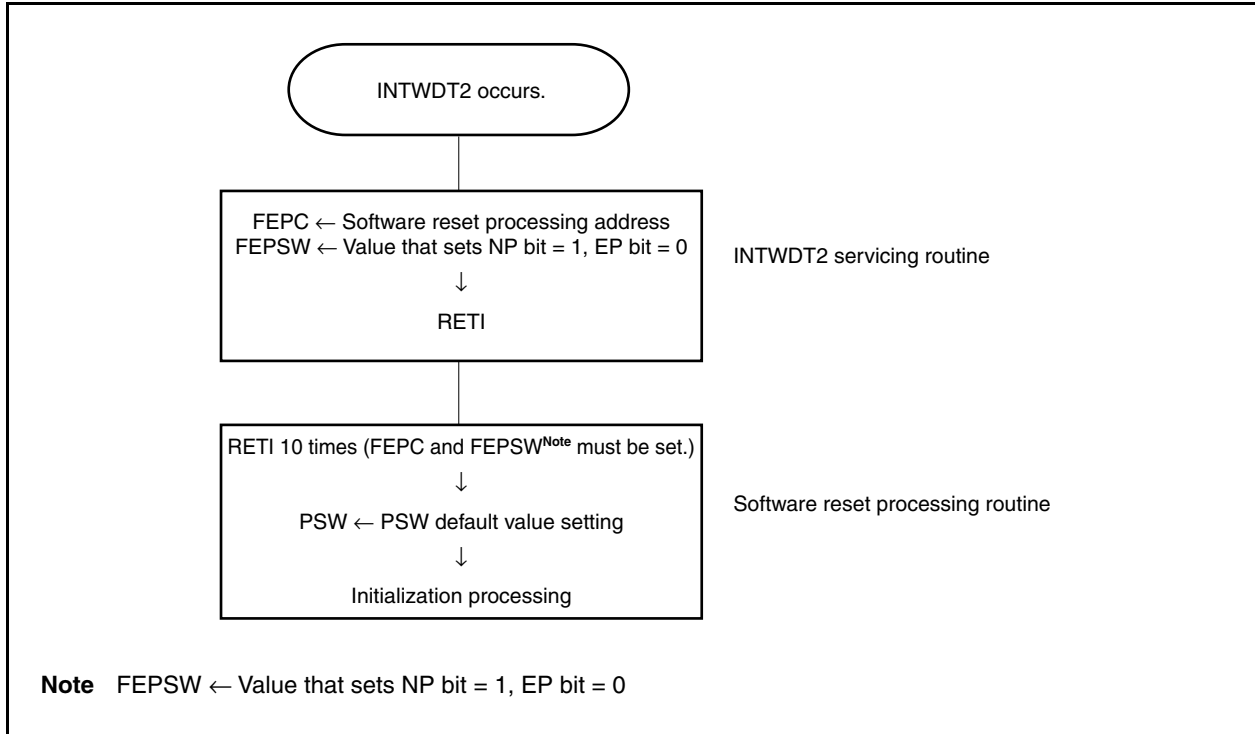 INTWDT2 occurs.
FEPC ← Software reset processing address
FEPSW ← Value that sets NP bit = 1, EP bit = 0
↓
RETI
INTWDT2 servicing routine
RETI 10 times (FEPC and FEPSWNote must be set.)
↓
PSW ← PSW default value setting
↓
Initialization processing
Software reset processing routine
Note FEPSW ← Value that sets NP bit = 1, EP bit = 0